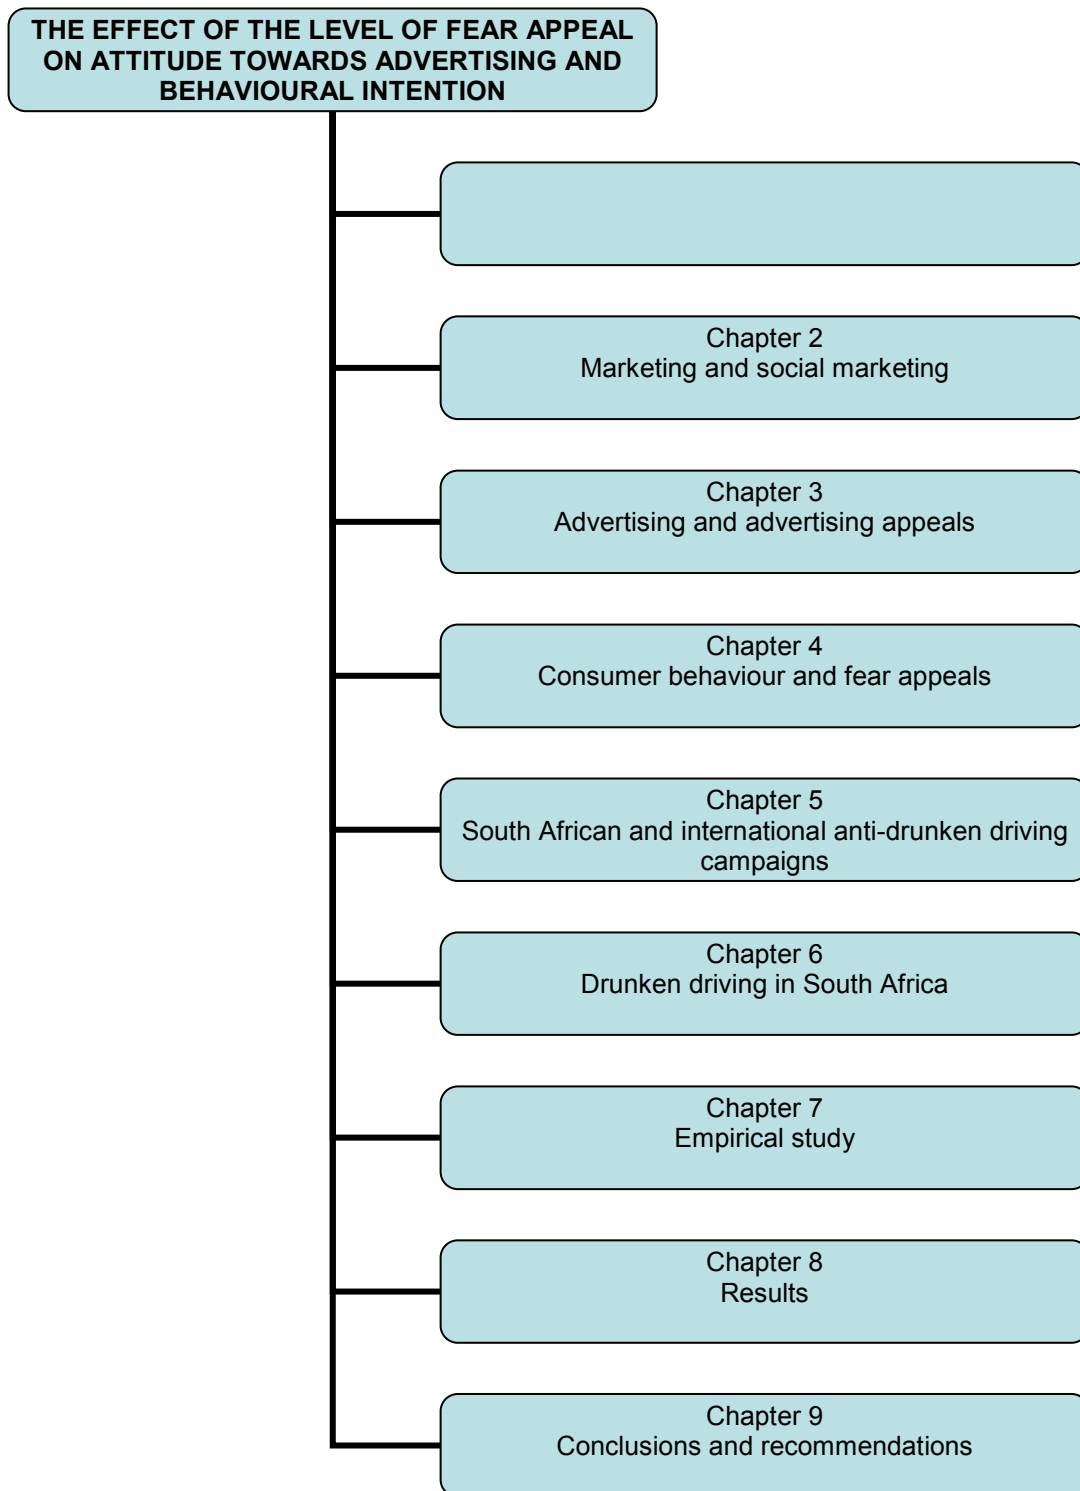 THE EFFECT OF THE LEVEL OF FEAR APPEAL
ON ATTITUDE TOWARDS ADVERTISING AND
BEHAVIOURAL INTENTION
Chapter 2
Marketing and social marketing
Chapter 3
Advertising and advertising appeals
Chapter 4
Consumer behaviour and fear appeals
Chapter 5
South African and international anti-drunken driving
campaigns
Chapter 6
Drunken driving in South Africa
Chapter 7
Empirical study
Chapter 8
Results
Chapter 9
Conclusions and recommendations